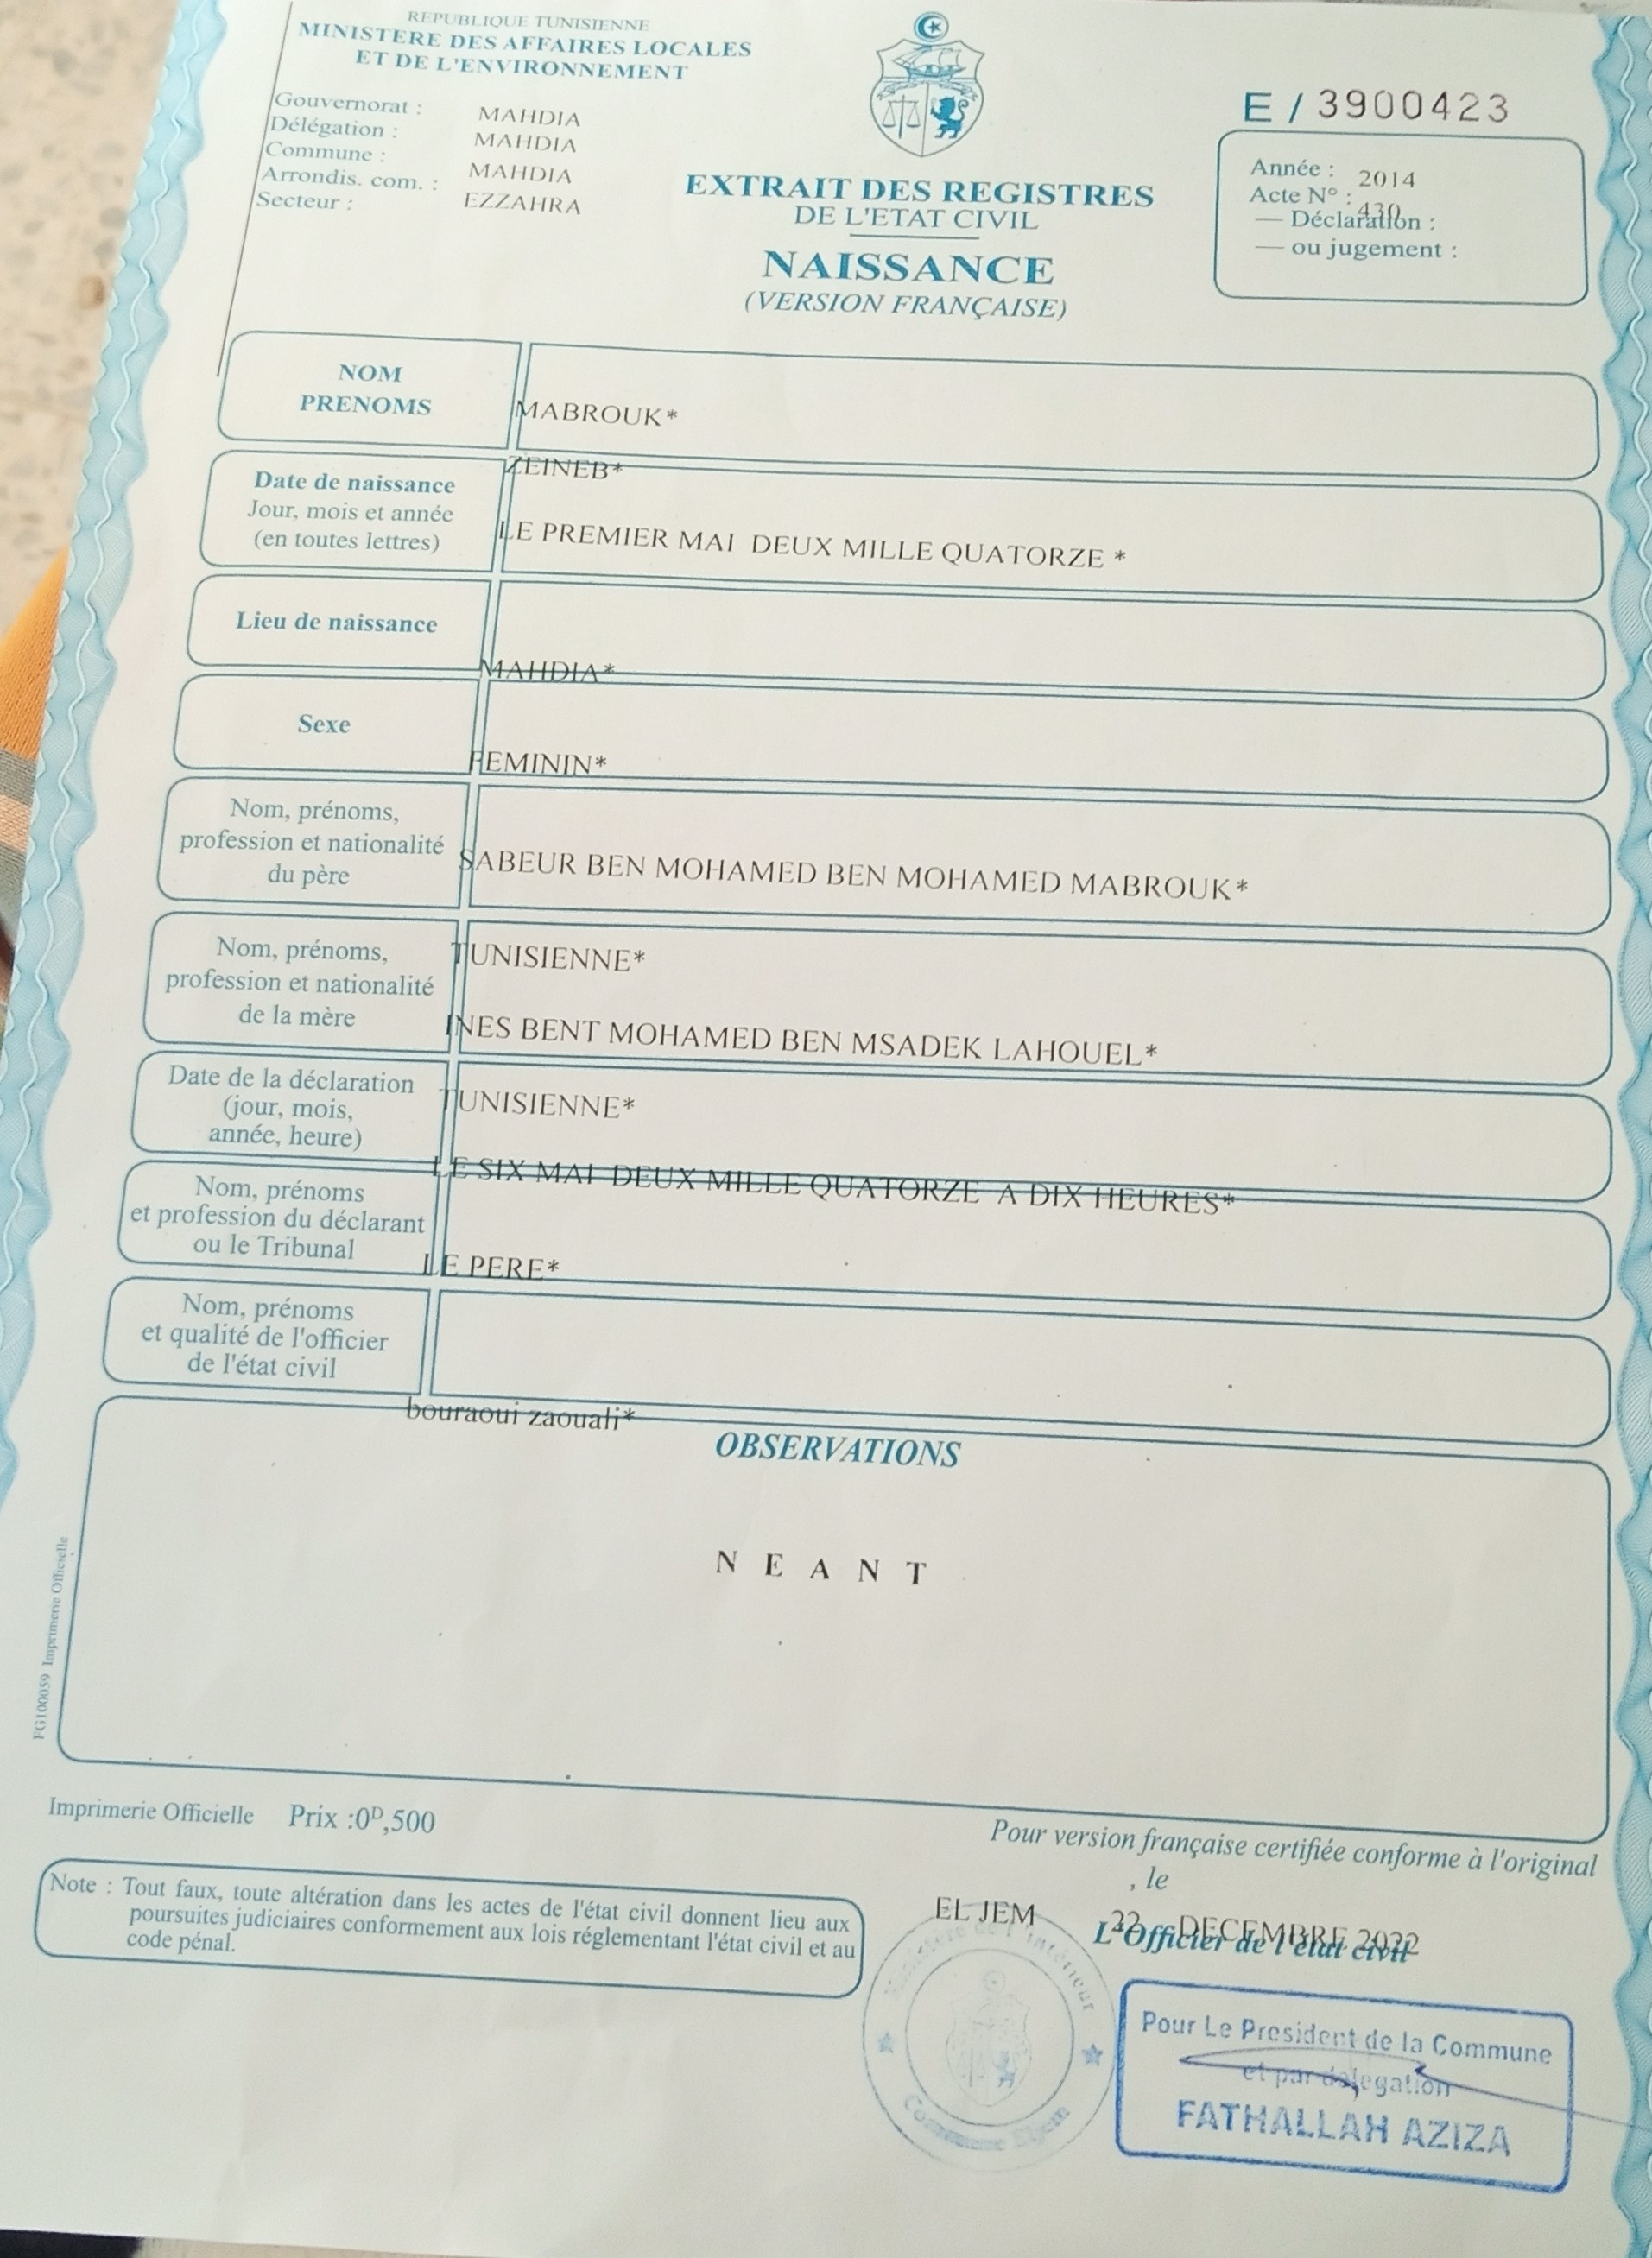 REPUBLIQUE TUNISIENNE
MINISTERE DES AFFAIRES LOCALES
ET DE L'ENVIRONNEMENT
Gouvernorat : MAHDIA
Délégation : MAHDIA
Commune : MAHDIA
Arrondis. com. : EZZAHRA
Secteur :
EXTRAIT DES REGISTRES
DE L'ETAT CIVIL
NAISSANCE
(VERSION FRANÇAISE)
E / 3900423
Année : 2014
Acte N° : 430
— Déclaration :
— ou jugement :
NOM
PRENOMS
MABROUK*
ZEINEB*
Date de naissance
Jour, mois et année
(en toutes lettres)
LE PREMIER MAI DEUX MILLE QUATORZE *
Lieu de naissance
MAHDIA*
Sexe
FEMININ*
Nom, prénoms,
profession et nationalité
du père
SABEUR BEN MOHAMED BEN MOHAMED MABROUK*
TUNISIENNE*
Nom, prénoms,
profession et nationalité
de la mère
INES BENT MOHAMED BEN MSADEK LAHOUEL*
TUNISIENNE*
Date de la déclaration
(jour, mois,
année, heure)
LE SIX MAI DEUX MILLE QUATORZE A DIX HEURES*
Nom, prénoms
et profession du déclarant
ou le Tribunal
LE PERE*
Nom, prénoms
et qualité de l'officier
de l'état civil
bouraoui zaouali*
OBSERVATIONS
N E A N T
FG100059 Imprimerie Officielle
Imprimerie Officielle Prix :0D,500
Note : Tout faux, toute altération dans les actes de l'état civil donnent lieu aux
poursuites judiciaires conformement aux lois réglementant l'état civil et au
code pénal.
Pour version française certifiée conforme à l'original
, le
EL JEM 22 DECEMBRE 2022
L'Officier de l'état civil
Ministère de l'intérieur
Commune Eljem
Pour Le President de la Commune
et par delegation
FATHALLAH AZIZA